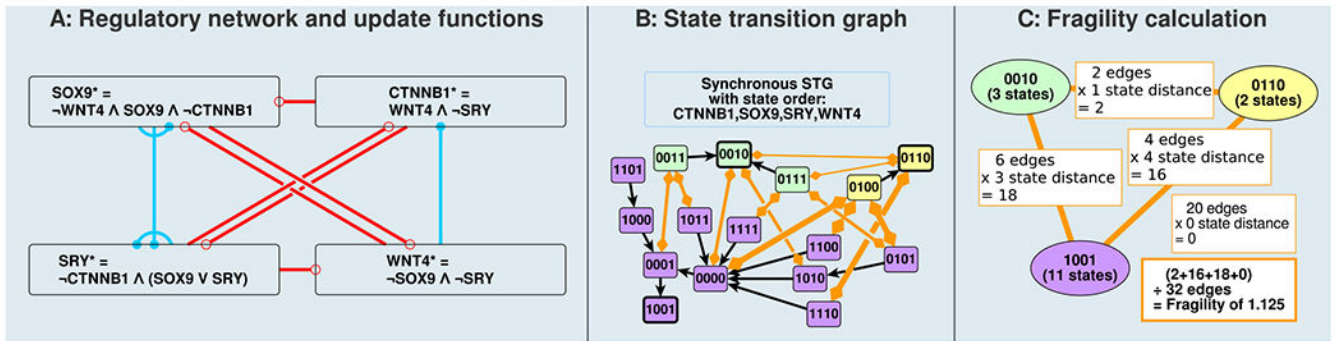 A: Regulatory network and update functions
SOX9* =
¬WNT4 Λ SOX9 Λ ¬CTNNB1
CTNNB1* =
WNT4 Λ ¬SRY
SRY* =
¬CTNNB1 Λ (SOX9 V SRY)
WNT4* =
¬SOX9 Λ ¬SRY
B: State transition graph
Synchronous STG
with state order:
CTNNB1,SOX9,SRY,WNT4
1101
0011
0010
0110
0111
0100
1000
1011
1111
1100
0001
0000
1010
0101
1001
1110
C: Fragility calculation
0010
(3 states)
2 edges
x 1 state distance
= 2
0110
(2 states)
6 edges
x 3 state distance
= 18
4 edges
x 4 state distance
= 16
20 edges
x 0 state distance
= 0
1001
(11 states)
(2+16+18+0)
÷ 32 edges
= Fragility of 1.125